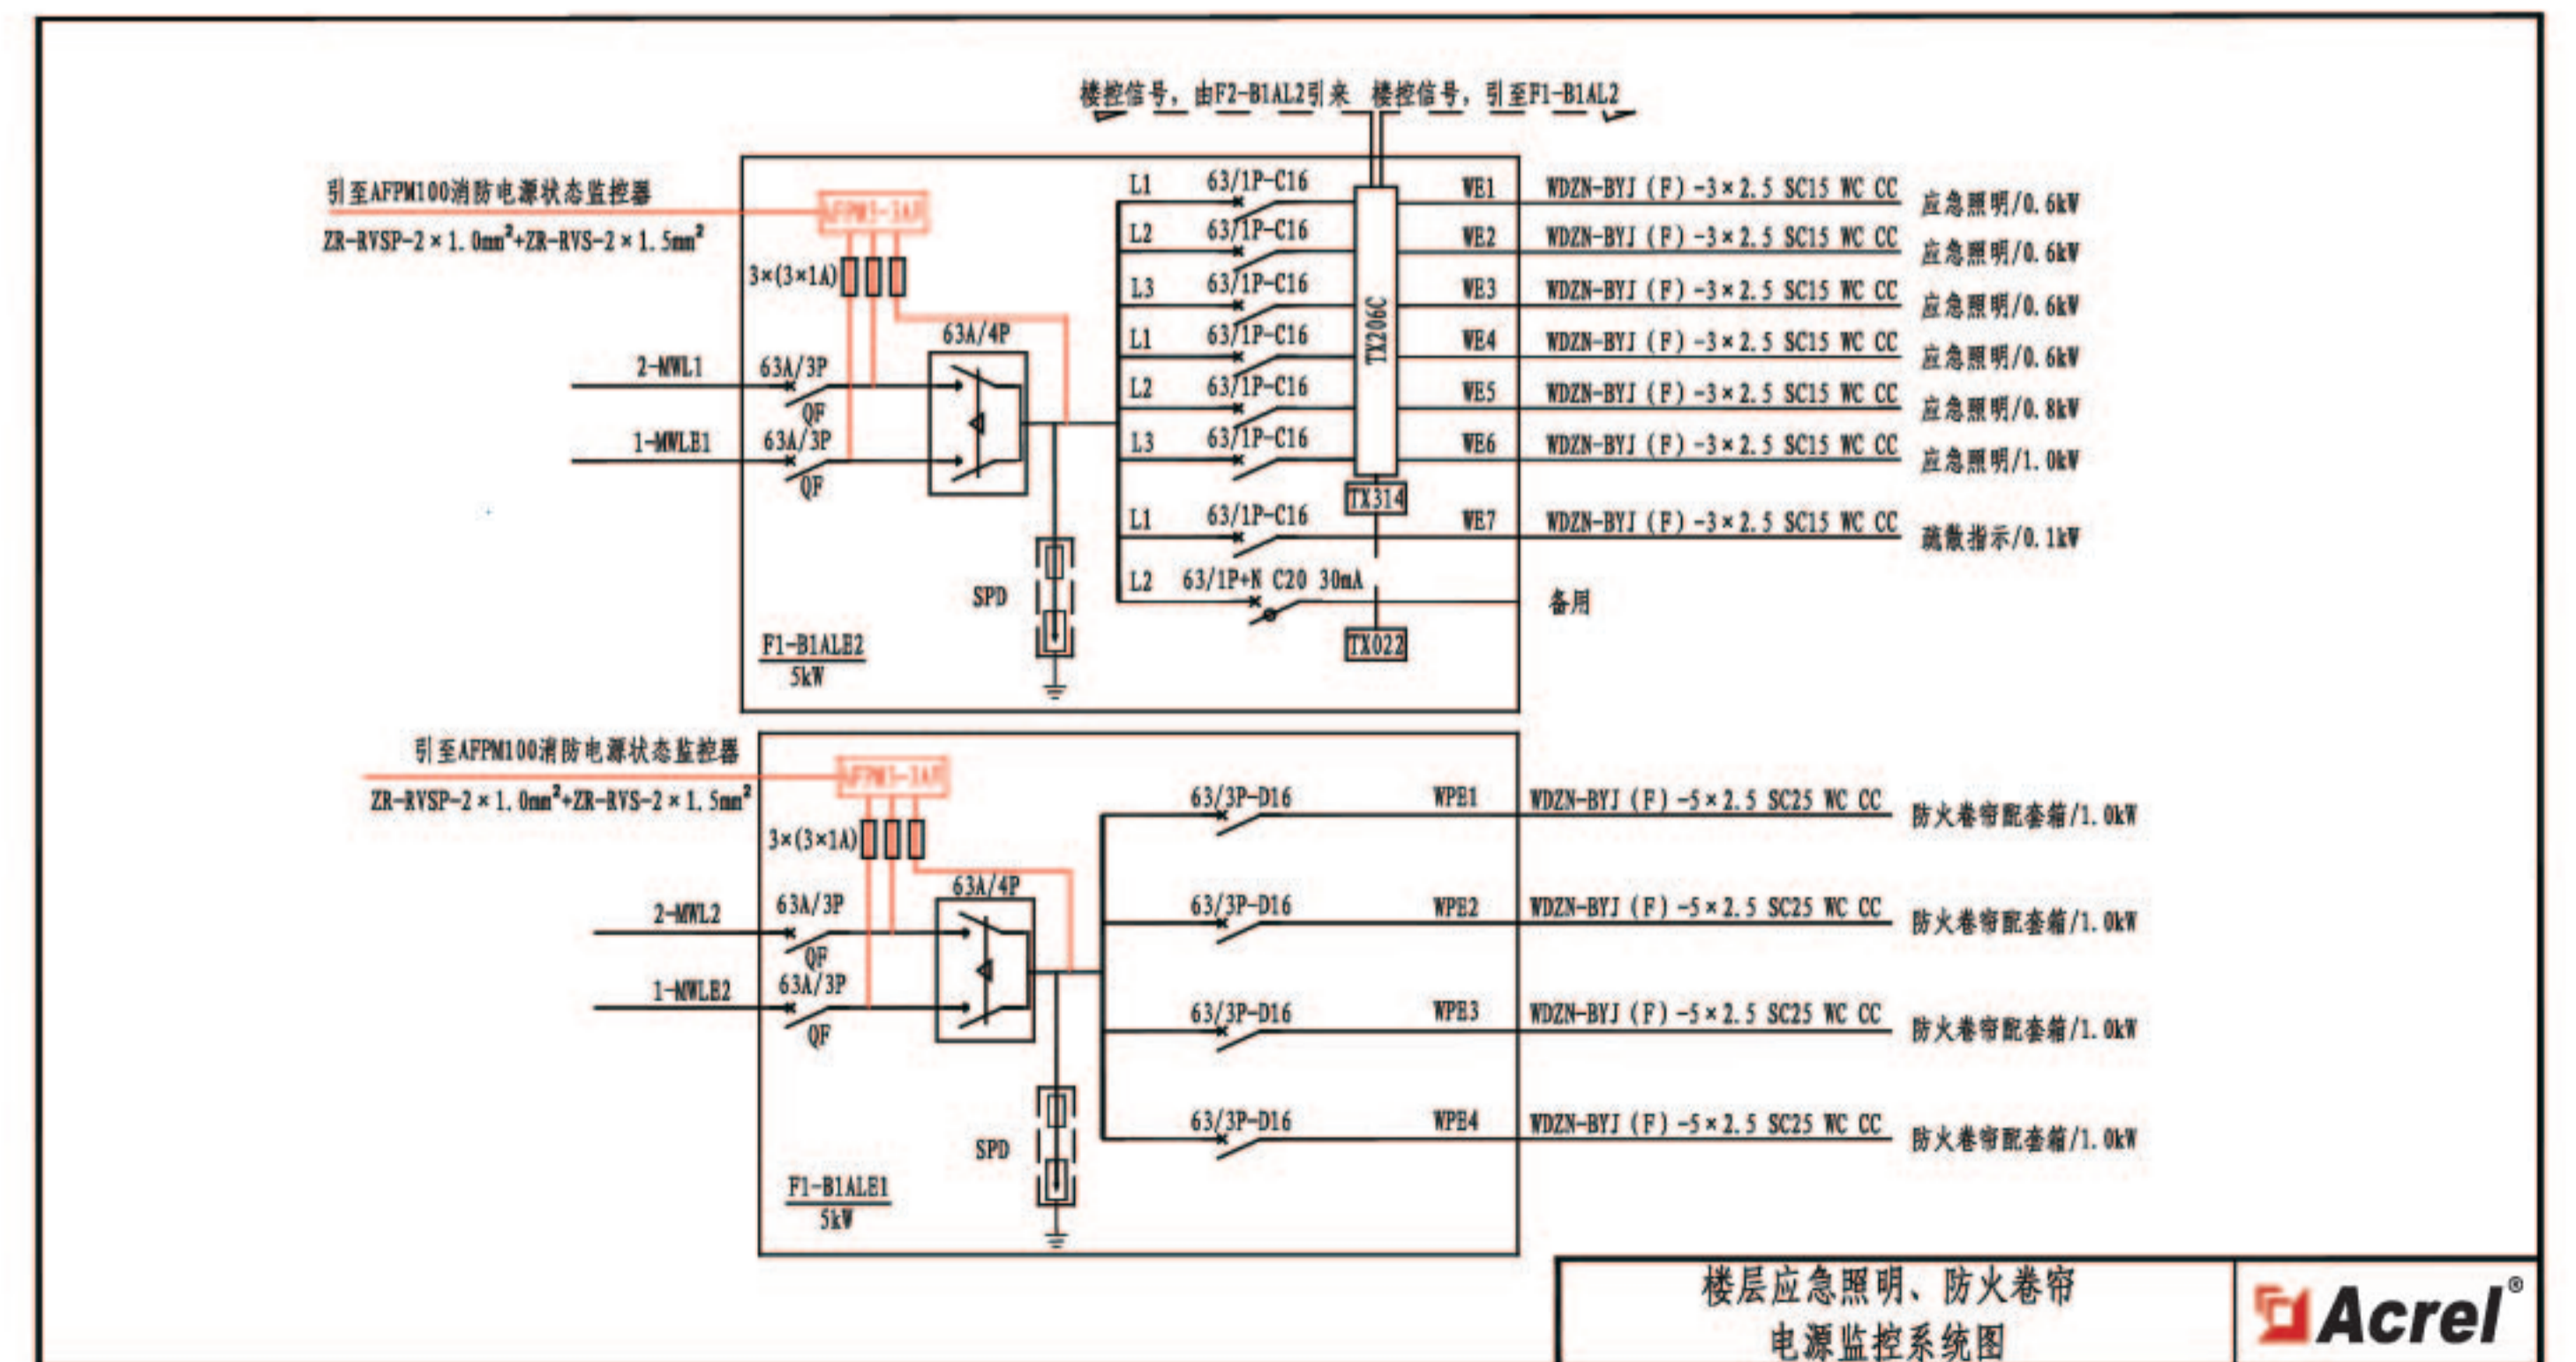 楼控信号，由F2-B1AL2引来 楼控信号，引至F1-B1AL2
引至AFPM100消防电源状态监控器
ZR-RVSP-2×1.0mm²+ZR-RVS-2×1.5mm²
3×(3×1A)
63A/4P
2-MWL1
63A/3P
QF
1-MWLE1
63A/3P
QF
SPD
F1-B1ALE2
5kW
L1 63/1P-C16 WE1 WDZN-BYJ(F)-3×2.5 SC15 WC CC 应急照明/0.6kW
L2 63/1P-C16 WE2 WDZN-BYJ(F)-3×2.5 SC15 WC CC 应急照明/0.6kW
L3 63/1P-C16 WE3 WDZN-BYJ(F)-3×2.5 SC15 WC CC 应急照明/0.6kW
L1 63/1P-C16 WE4 WDZN-BYJ(F)-3×2.5 SC15 WC CC 应急照明/0.6kW
L2 63/1P-C16 WE5 WDZN-BYJ(F)-3×2.5 SC15 WC CC 应急照明/0.8kW
L3 63/1P-C16 WE6 WDZN-BYJ(F)-3×2.5 SC15 WC CC 应急照明/1.0kW
TX206C
TX314
L1 63/1P-C16 WE7 WDZN-BYJ(F)-3×2.5 SC15 WC CC 疏散指示/0.1kW
L2 63/1P+N C20 30mA 备用
TX022
引至AFPM100消防电源状态监控器
ZR-RVSP-2×1.0mm²+ZR-RVS-2×1.5mm²
3×(3×1A)
63A/4P
2-MWL2
63A/3P
QF
1-MWLE2
63A/3P
QF
SPD
F1-B1ALE1
5kW
63/3P-D16 WPE1 WDZN-BYJ(F)-5×2.5 SC25 WC CC 防火卷帘配套箱/1.0kW
63/3P-D16 WPE2 WDZN-BYJ(F)-5×2.5 SC25 WC CC 防火卷帘配套箱/1.0kW
63/3P-D16 WPE3 WDZN-BYJ(F)-5×2.5 SC25 WC CC 防火卷帘配套箱/1.0kW
63/3P-D16 WPE4 WDZN-BYJ(F)-5×2.5 SC25 WC CC 防火卷帘配套箱/1.0kW
楼层应急照明、防火卷帘
电源监控系统图
Acrel®